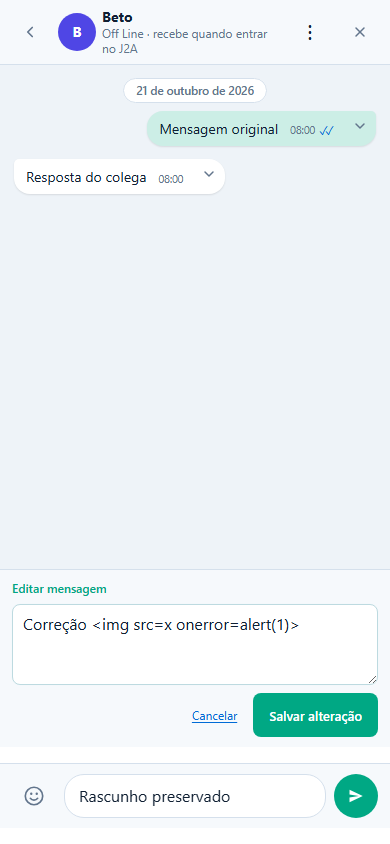 B
Beto
Off Line · recebe quando entrar
no J2A
21 de outubro de 2026
Mensagem original 08:00
Resposta do colega 08:00
Editar mensagem
Correção <img src=x onerror=alert(1)>
Cancelar
Salvar alteração
Rascunho preservado